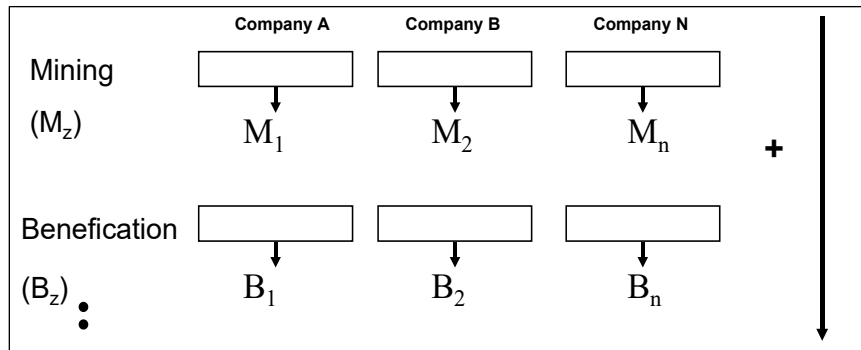 Company A Company B Company N
Mining
(Mz)
M1 M2 Mn
+
Benefication
(Bz)
B1 B2 Bn